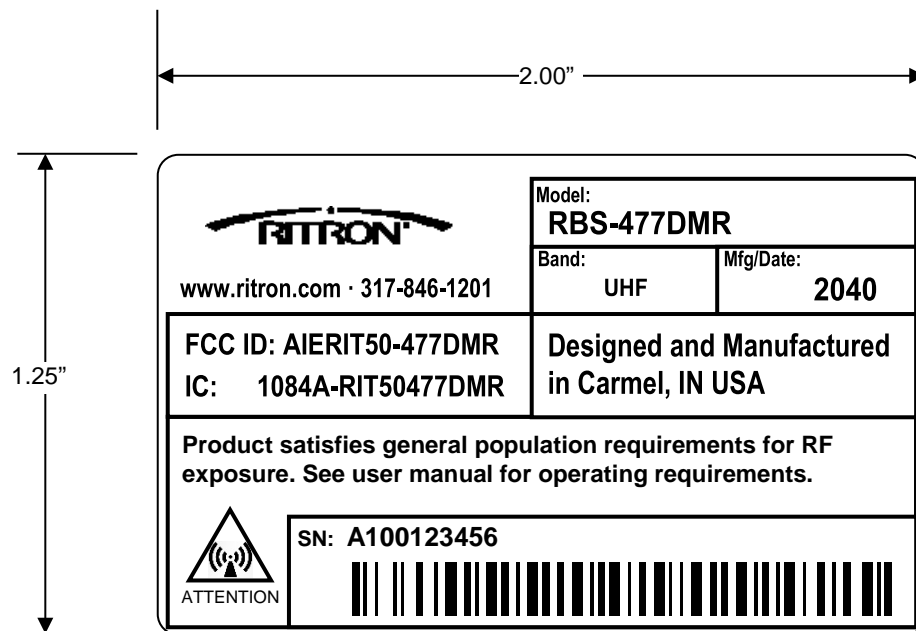 2.00”
1.25”
RITRON
www.ritron.com · 317-846-1201
Model:
RBS-477DMR
Band:
UHF
Mfg/Date:
2040
FCC ID: AIERIT50-477DMR
IC: 1084A-RIT50477DMR
Designed and Manufactured
in Carmel, IN USA
Product satisfies general population requirements for RF
exposure. See user manual for operating requirements.
ATTENTION
SN: A100123456